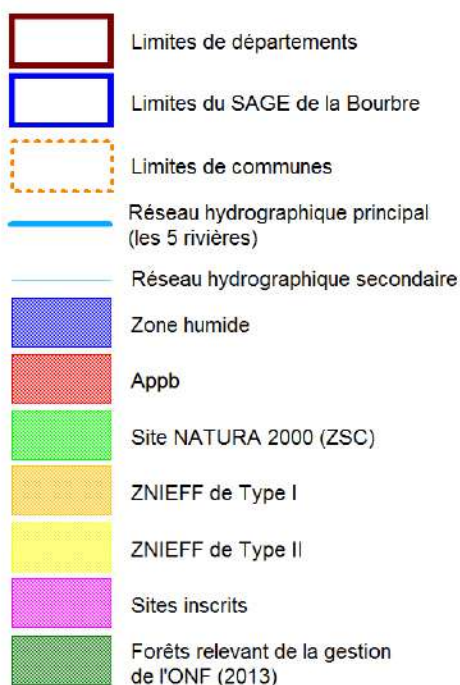 Limites de départements
Limites du SAGE de la Bourbre
Limites de communes
Réseau hydrographique principal
(les 5 rivières)
Réseau hydrographique secondaire
Zone humide
Appb
Site NATURA 2000 (ZSC)
ZNIEFF de Type I
ZNIEFF de Type II
Sites inscrits
Forêts relevant de la gestion
de l'ONF (2013)